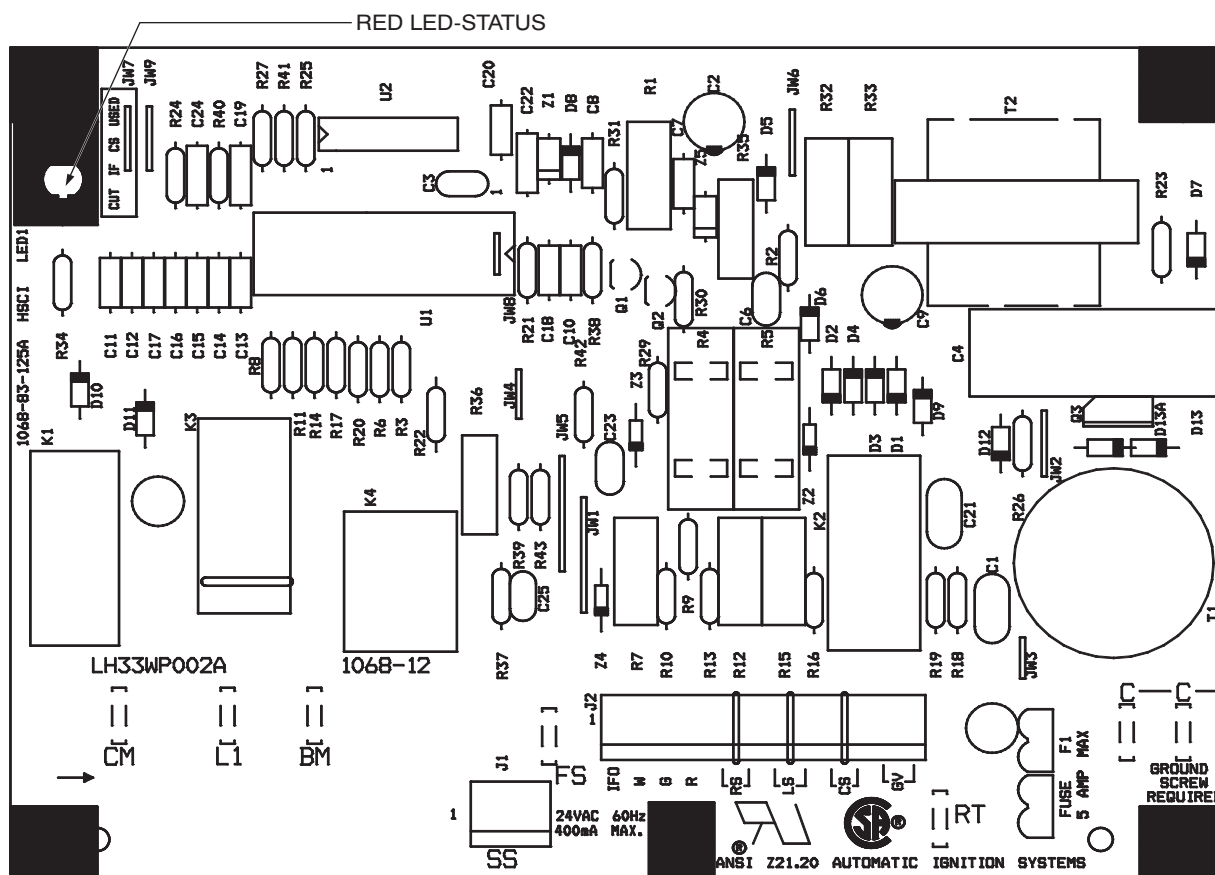 RED LED-STATUS
JW7
JW9
CUT IF CS USED
R24
C24
R40
C19
R27
R41
R25
U2
1
C20
C3
1
C22
Z1
D8
C8
R31
R1
C7
Z5
C2
R35
D5
JW6
R32
R33
T2
R23
D7
1068-83-125A HSCI LED1
R34
C11
C12
C17
C16
C15
C14
C13
U1
JW8
R21
C18
C10
R38
Q1
Q2
R30
C6
R2
D6
C9
C4
D10
D11
K1
K3
R8
R11
R14
R17
R20
R6
R3
R22
R36
JW4
JW5
R42
C23
Z3
R29
R4
R5
D2
D4
D3
D1
D9
D12
Q3
D13A
D13
JW2
R26
K4
R39
R43
JW1
Z2
K2
C21
C1
T1
C25
R9
R37
Z4
R7
R10
R13
R12
R15
R16
R19
R18
JW3
LH33WP002A
1068-12
CM
L1
BM
J1
1
SS
FS
J2
1
IFO
W
G
R
RS
LS
CS
GV
24VAC 60Hz
400mA MAX.
®
SA
®
RT
FUSE F1
5 AMP MAX
C
C
GROUND
SCREW
ANSI Z21.20 AUTOMATIC IGNITION SYSTEMS